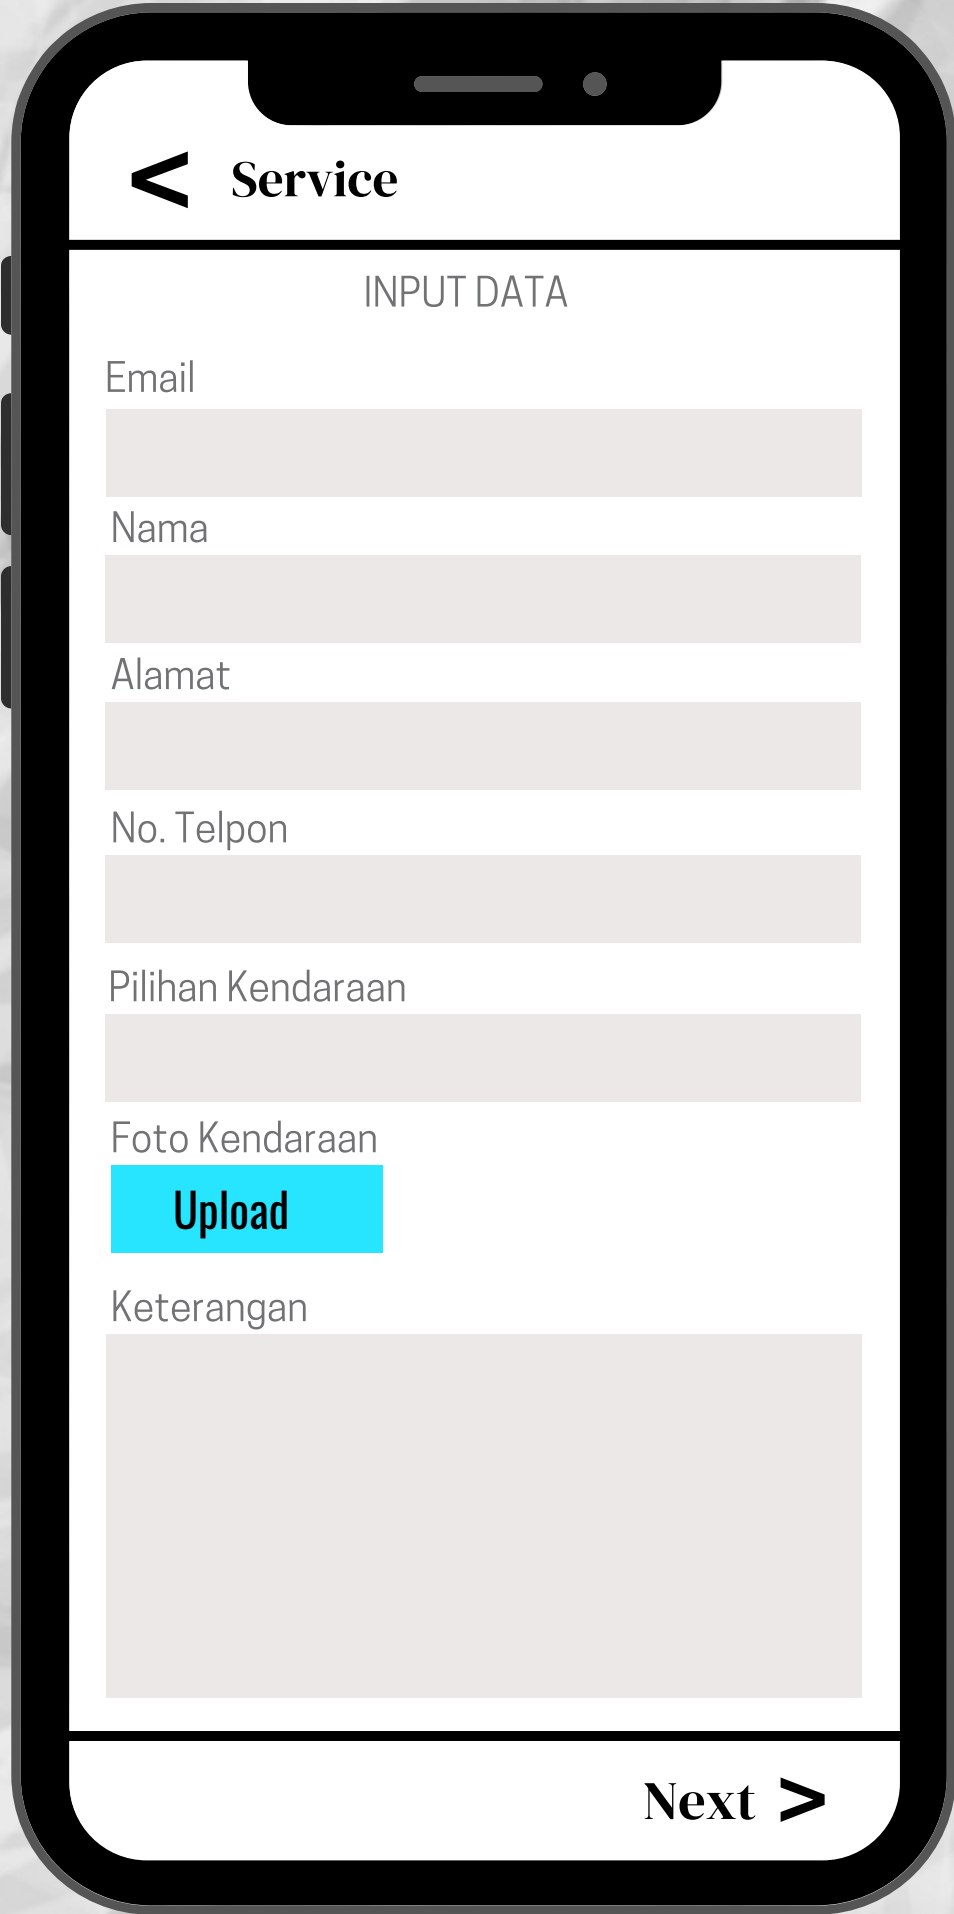 < Service
INPUT DATA
Email
Nama
Alamat
No. Telpon
Pilihan Kendaraan
Foto Kendaraan
Upload
Keterangan
Next >